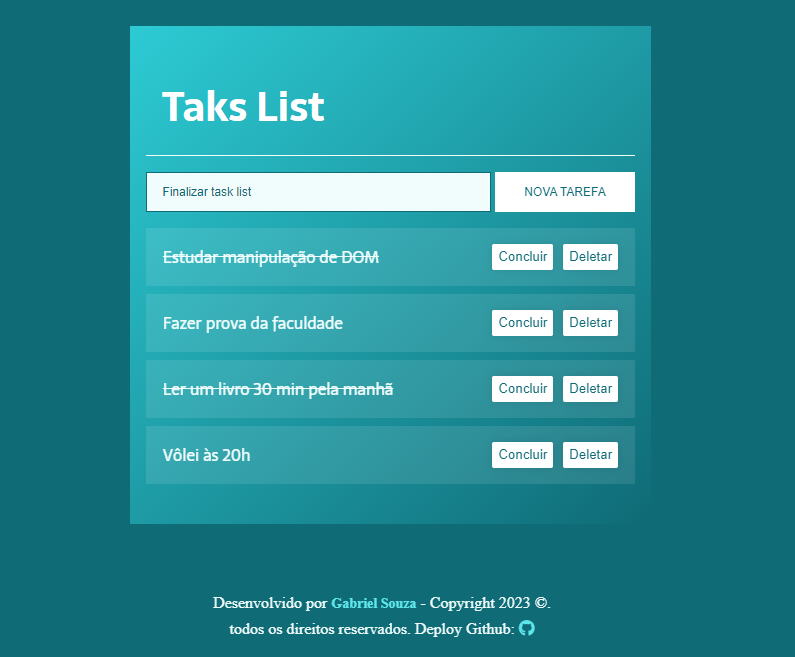 Taks List
Finalizar task list NOVA TAREFA
Estudar manipulação de DOM Concluir Deletar
Fazer prova da faculdade Concluir Deletar
Ler um livro 30 min pela manhã Concluir Deletar
Vôlei às 20h Concluir Deletar
Desenvolvido por Gabriel Souza - Copyright 2023 ©.
todos os direitos reservados. Deploy Github: